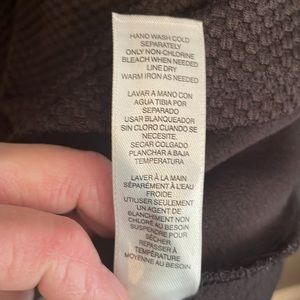 HAND WASH COLD
SEPARATELY
ONLY NON-CHLORINE
BLEACH WHEN NEEDED
LINE DRY
WARM IRON AS NEEDED
LAVAR A MANO CON
AGUA TIBIA POR
SEPARADO
USAR BLANQUEADOR
SIN CLORO CUANDO SE
NECESITE.
SECAR COLGADO
PLANCHAR A BAJA
TEMPERATURA
LAVER À LA MAIN
SÉPARÉMENT À L'EAU
FROIDE
UTILISER SEULEMENT
UN AGENT DE
BLANCHIMENT NON
CHLORÉ AU BESOIN
SUSPENDRE POUR
SÉCHER
REPASSER À
TEMPÉRATURE
MOYENNE AU BESOIN